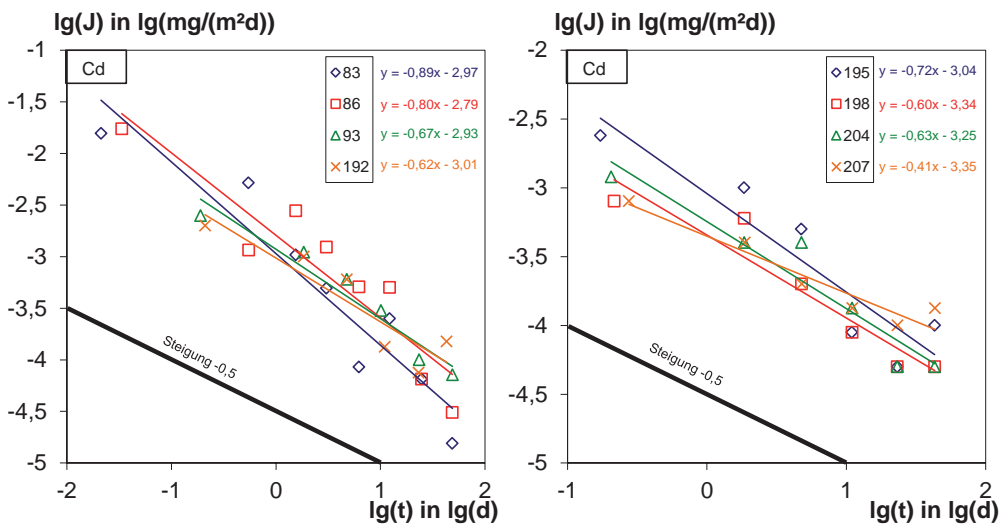 lg(J) in lg(mg/(m²d))
-1
-1,5
-2
-2,5
-3
-3,5
-4
-4,5
-5
-2
-1
0
1
2
lg(t) in lg(d)
Cd
83 y = -0,89x - 2,97
86 y = -0,80x - 2,79
93 y = -0,67x - 2,93
192 y = -0,62x - 3,01
Steigung -0,5
lg(J) in lg(mg/(m²d))
-2
-2,5
-3
-3,5
-4
-4,5
-5
-1
0
1
2
lg(t) in lg(d)
Cd
195 y = -0,72x - 3,04
198 y = -0,60x - 3,34
204 y = -0,63x - 3,25
207 y = -0,41x - 3,35
Steigung -0,5